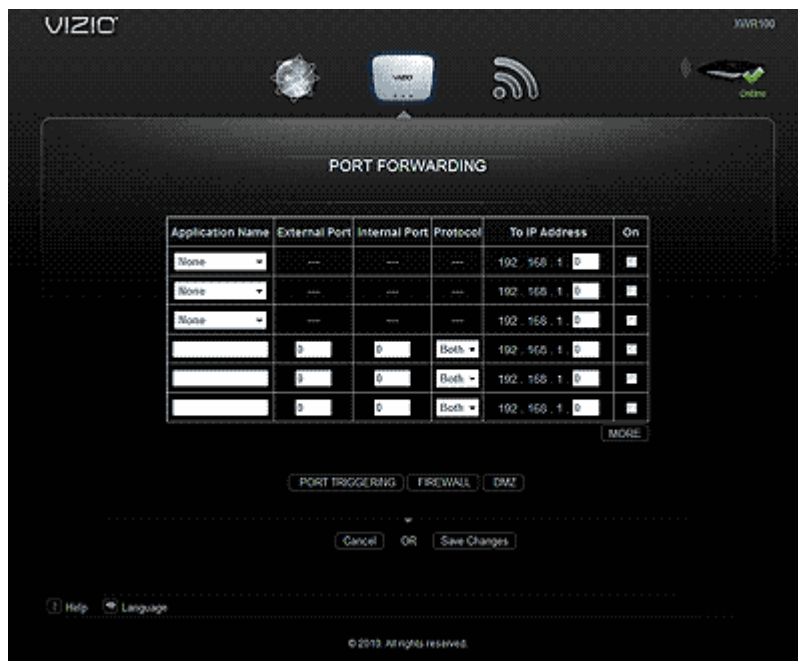 VIZIO
XWR100
VIZIO
Online
PORT FORWARDING
Application Name External Port Internal Port Protocol To IP Address On
None --- --- --- 192 . 168 . 1 . 0
None --- --- --- 192 . 168 . 1 . 0
None --- --- --- 192 . 168 . 1 . 0
0 0 Both 192 . 168 . 1 . 0
0 0 Both 192 . 168 . 1 . 0
0 0 Both 192 . 168 . 1 . 0
MORE
PORT TRIGGERING FIREWALL DMZ
Cancel OR Save Changes
? Help Language
© 2010. All rights reserved.